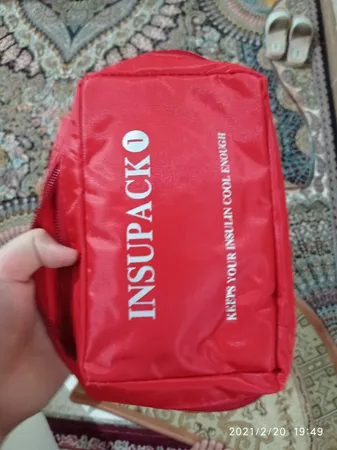 INSUPACK 1
KEEPS YOUR INSULIN COOL ENOUGH
2021/2/20 19:49